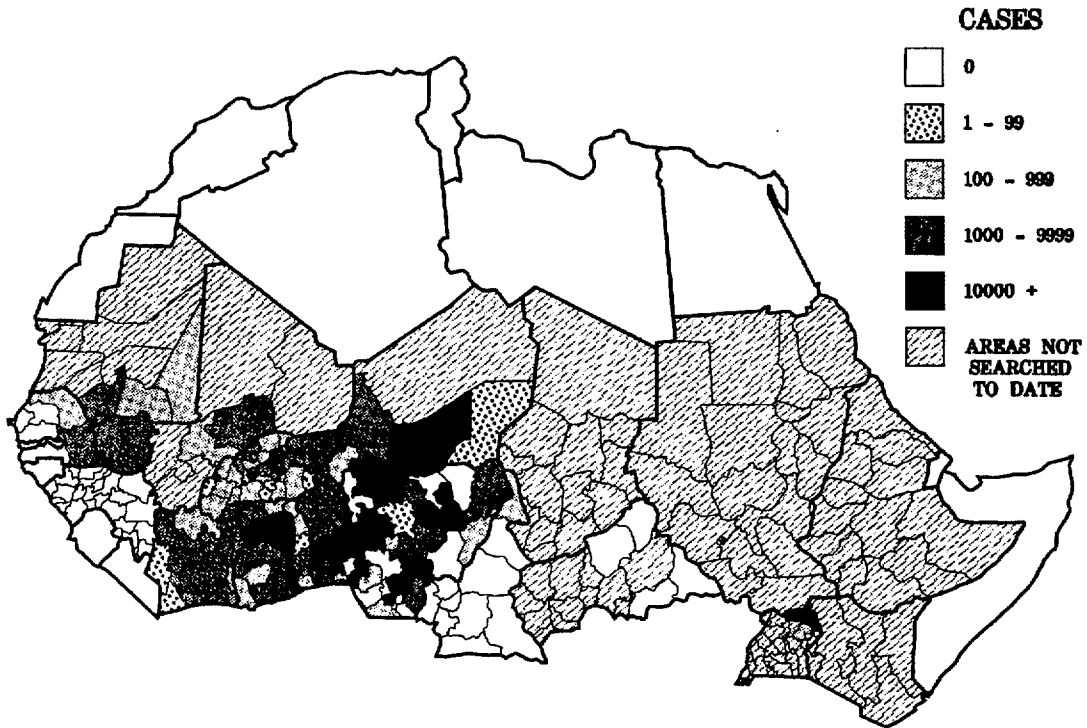 CASES
0
1 - 99
100 - 999
1000 - 9999
10000 +
AREAS NOT
SEARCHED
TO DATE